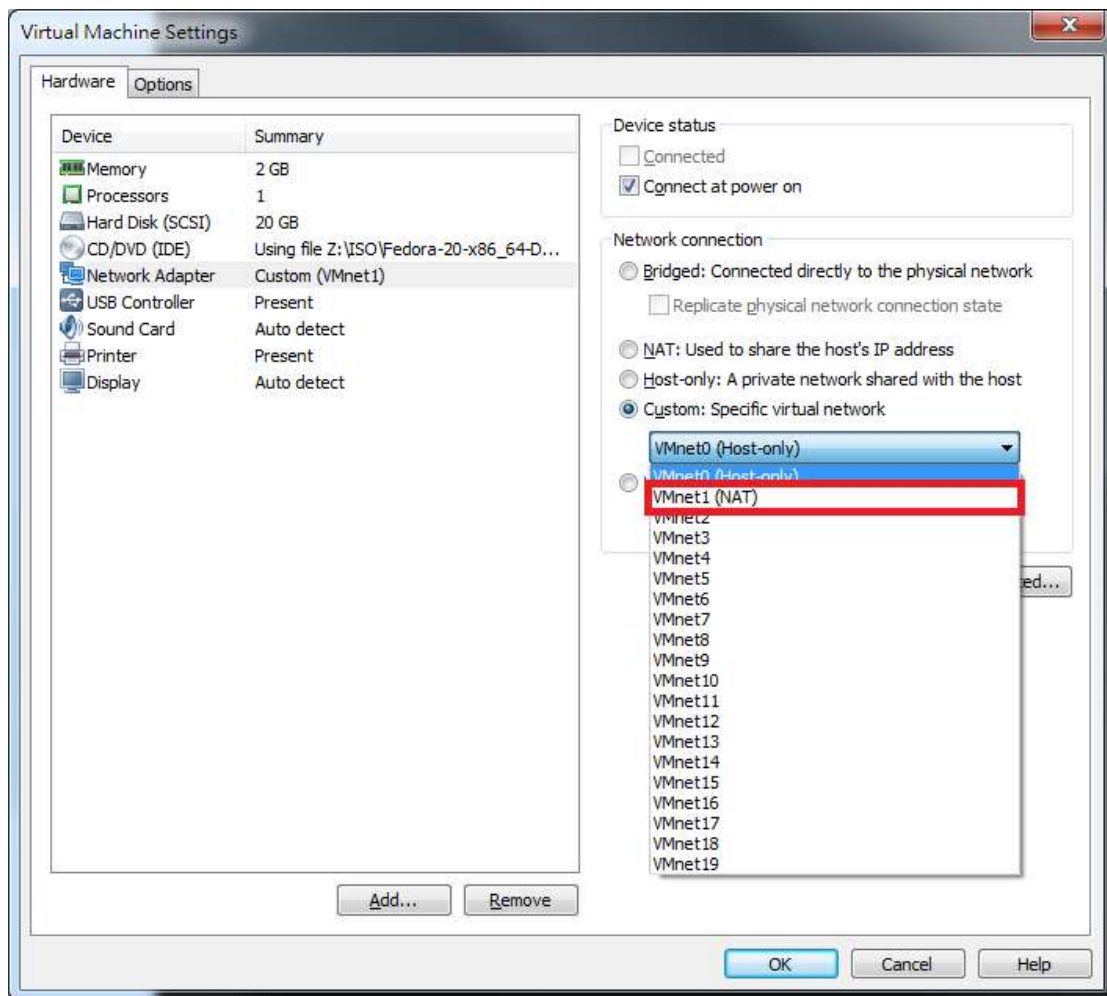 Virtual Machine Settings
Hardware Options
Device Summary
Memory 2 GB
Processors 1
Hard Disk (SCSI) 20 GB
CD/DVD (IDE) Using file Z:\ISO\Fedora-20-x86_64-D...
Network Adapter Custom (VMnet1)
USB Controller Present
Sound Card Auto detect
Printer Present
Display Auto detect
Add... Remove
Device status
Connected
Connect at power on
Network connection
Bridged: Connected directly to the physical network
Replicate physical network connection state
NAT: Used to share the host's IP address
Host-only: A private network shared with the host
Custom: Specific virtual network
VMnet0 (Host-only)
VMnet0 (Host-only)
VMnet1 (NAT)
VMnet2
VMnet3
VMnet4
VMnet5
VMnet6
VMnet7
VMnet8
VMnet9
VMnet10
VMnet11
VMnet12
VMnet13
VMnet14
VMnet15
VMnet16
VMnet17
VMnet18
VMnet19
ed...
OK Cancel Help